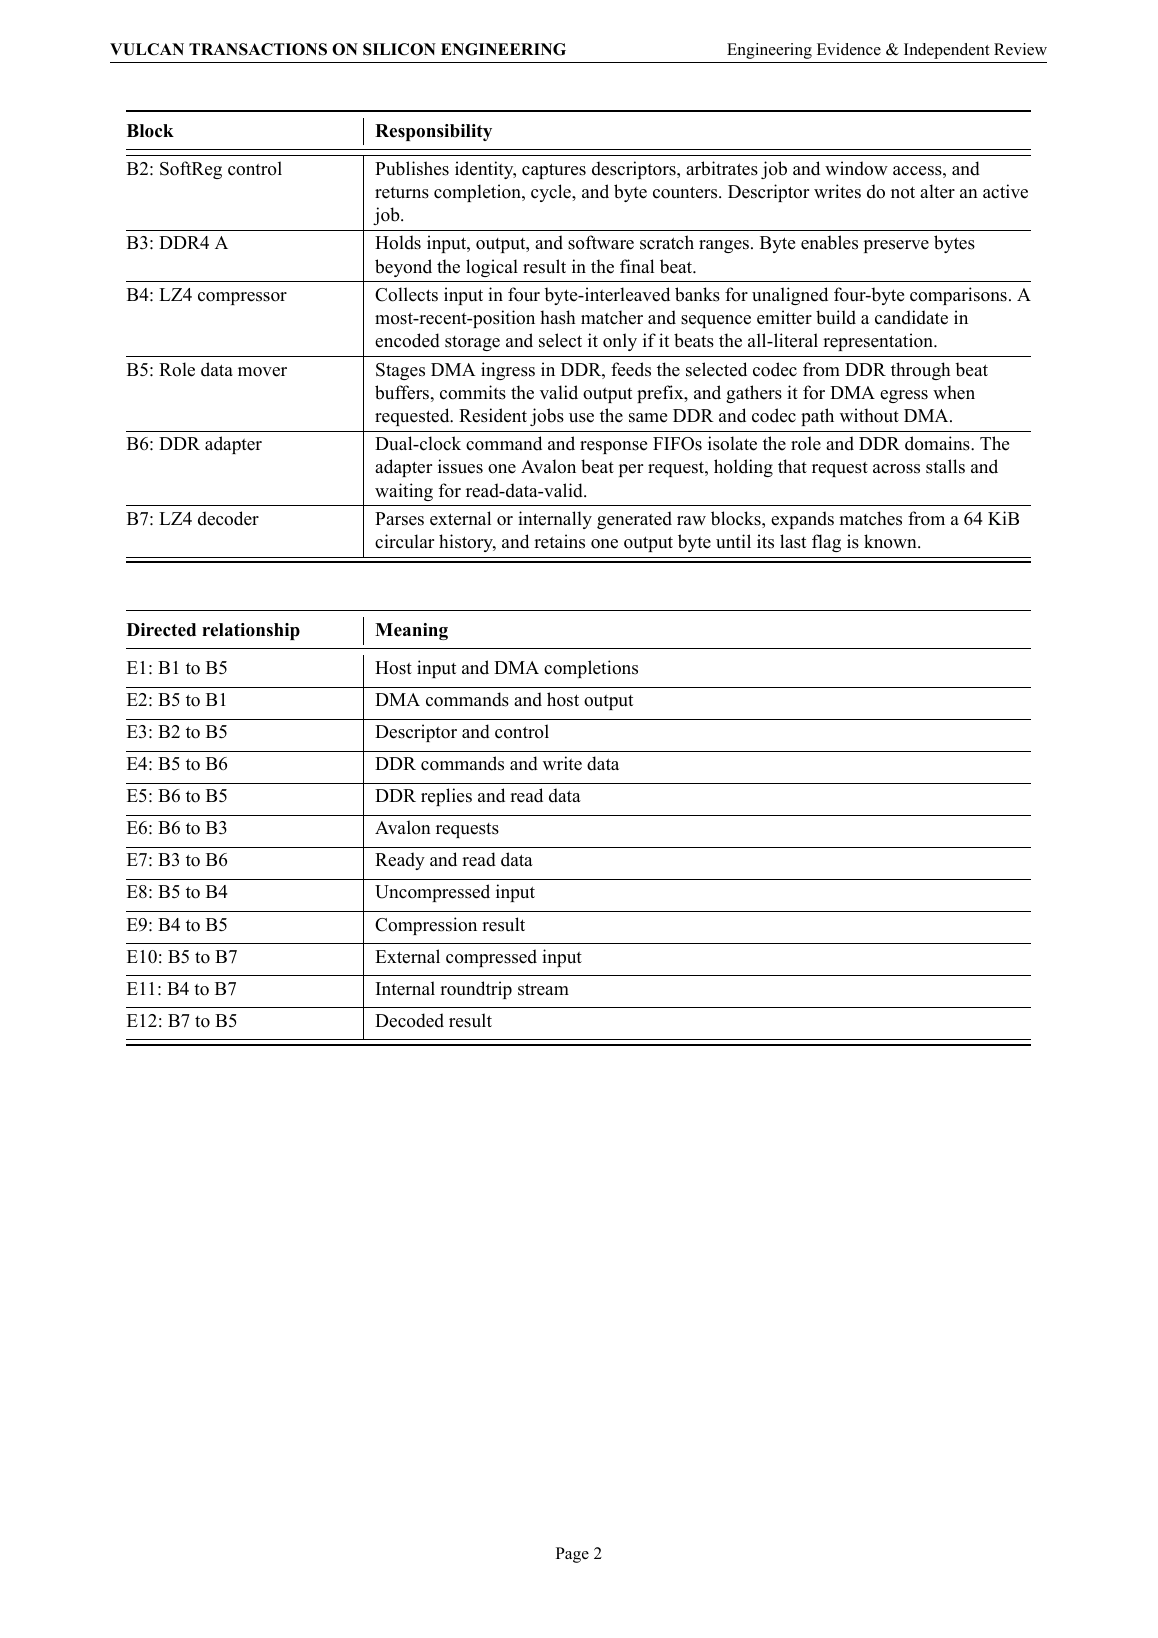 VULCAN TRANSACTIONS ON SILICON ENGINEERING Engineering Evidence & Independent Review
Block Responsibility
B2: SoftReg control Publishes identity, captures descriptors, arbitrates job and window access, and
returns completion, cycle, and byte counters. Descriptor writes do not alter an active
job.
B3: DDR4 A Holds input, output, and software scratch ranges. Byte enables preserve bytes
beyond the logical result in the final beat.
B4: LZ4 compressor Collects input in four byte-interleaved banks for unaligned four-byte comparisons. A
most-recent-position hash matcher and sequence emitter build a candidate in
encoded storage and select it only if it beats the all-literal representation.
B5: Role data mover Stages DMA ingress in DDR, feeds the selected codec from DDR through beat
buffers, commits the valid output prefix, and gathers it for DMA egress when
requested. Resident jobs use the same DDR and codec path without DMA.
B6: DDR adapter Dual-clock command and response FIFOs isolate the role and DDR domains. The
adapter issues one Avalon beat per request, holding that request across stalls and
waiting for read-data-valid.
B7: LZ4 decoder Parses external or internally generated raw blocks, expands matches from a 64 KiB
circular history, and retains one output byte until its last flag is known.
Directed relationship Meaning
E1: B1 to B5 Host input and DMA completions
E2: B5 to B1 DMA commands and host output
E3: B2 to B5 Descriptor and control
E4: B5 to B6 DDR commands and write data
E5: B6 to B5 DDR replies and read data
E6: B6 to B3 Avalon requests
E7: B3 to B6 Ready and read data
E8: B5 to B4 Uncompressed input
E9: B4 to B5 Compression result
E10: B5 to B7 External compressed input
E11: B4 to B7 Internal roundtrip stream
E12: B7 to B5 Decoded result
Page 2